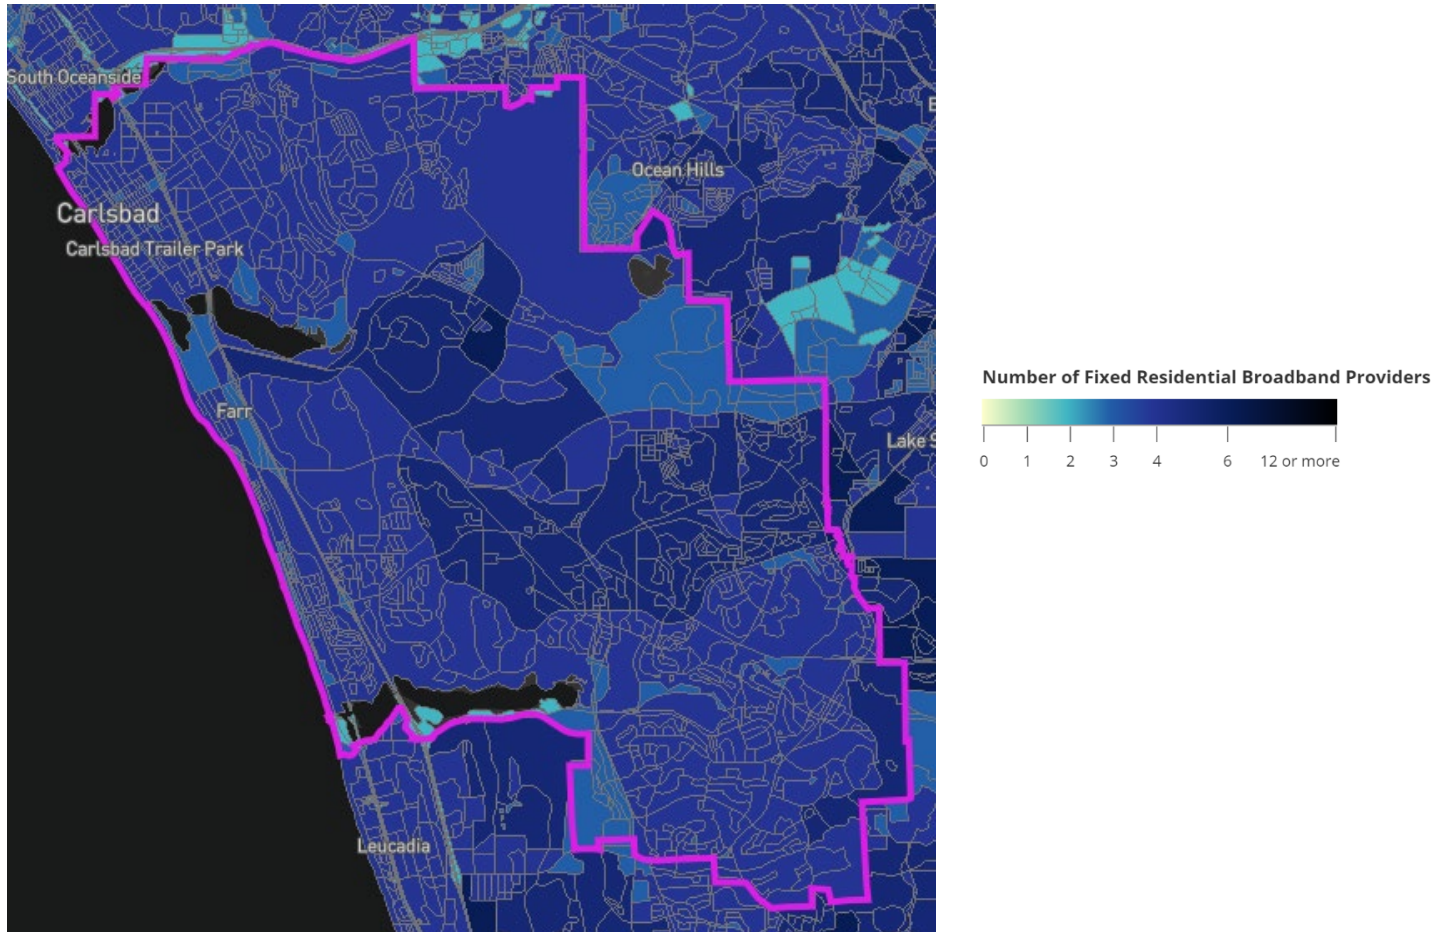 South Oceanside
E
Ocean Hills
Carlsbad
Carlsbad Trailer Park
Number of Fixed Residential Broadband Providers
Farr
Lake S
0 1 2 3 4 6 12 or more
Leucadia